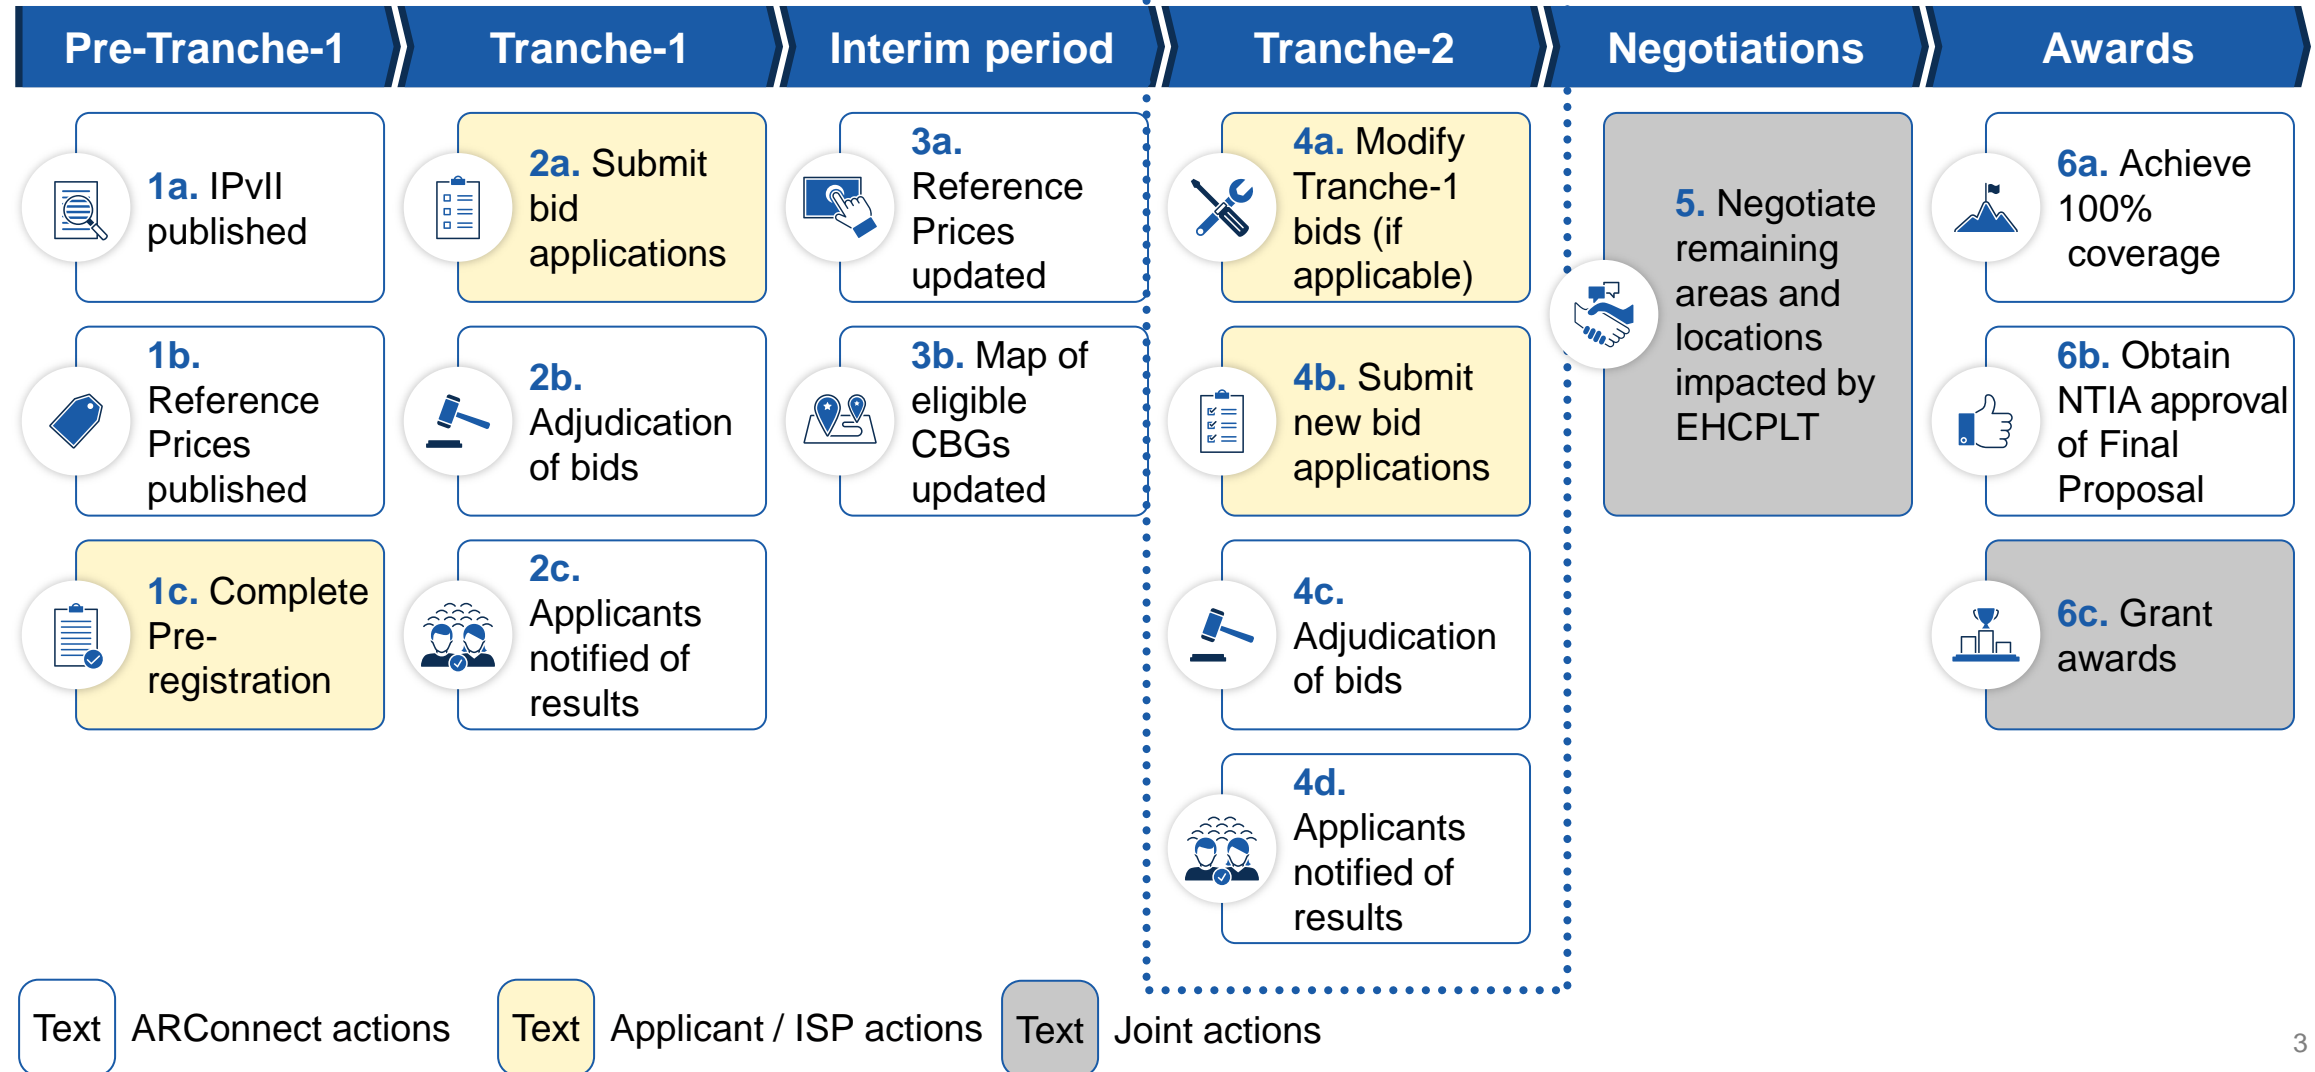 Pre-Tranche-1
Tranche-1
Interim period
Tranche-2
Negotiations
Awards
1a. IPvII
published
1b.
Reference
Prices
published
1c. Complete
Pre-
registration
2a. Submit
bid
applications
2b.
Adjudication
of bids
2c.
Applicants
notified of
results
3a.
Reference
Prices
updated
3b. Map of
eligible
CBGs
updated
4a. Modify
Tranche-1
bids (if
applicable)
4b. Submit
new bid
applications
4c.
Adjudication
of bids
4d.
Applicants
notified of
results
5. Negotiate
remaining
areas and
locations
impacted by
EHCPLT
6a. Achieve
100%
coverage
6b. Obtain
NTIA approval
of Final
Proposal
6c. Grant
awards
Text ARConnect actions
Text Applicant / ISP actions
Text Joint actions
3